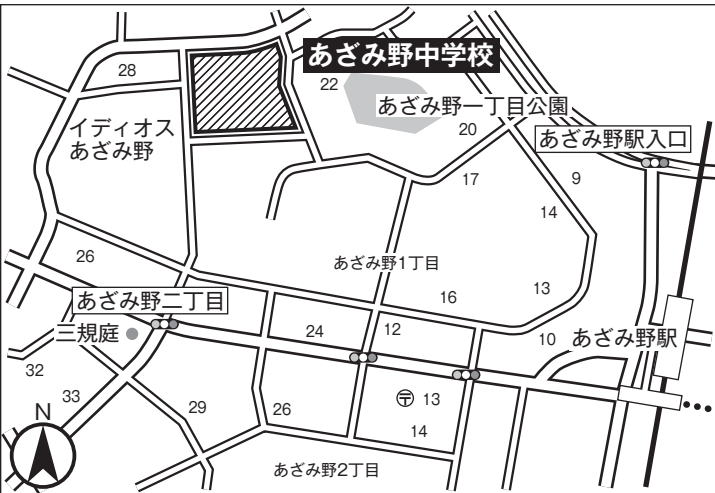 あざみ野中学校
28
22
あざみ野一丁目公園
イディオス
あざみ野
20
あざみ野駅入口
17
9
14
あざみ野1丁目
26
13
16
あざみ野二丁目
三規庭
24
12
10
あざみ野駅
32
33
29
26
〒 13
14
N
あざみ野2丁目